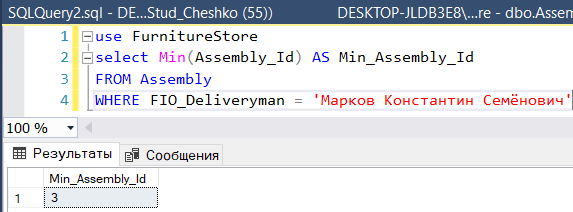 SQLQuery2.sql - DE...Stud_Cheshko (55)) DESKTOP-JLDB3E8\...re - dbo.Assem
1 use FurnitureStore
2 select Min(Assembly_Id) AS Min_Assembly_Id
3 FROM Assembly
4 WHERE FIO_Deliveryman = 'Марков Константин Семёнович'
100 %
Результаты Сообщения
Min_Assembly_Id
1 3